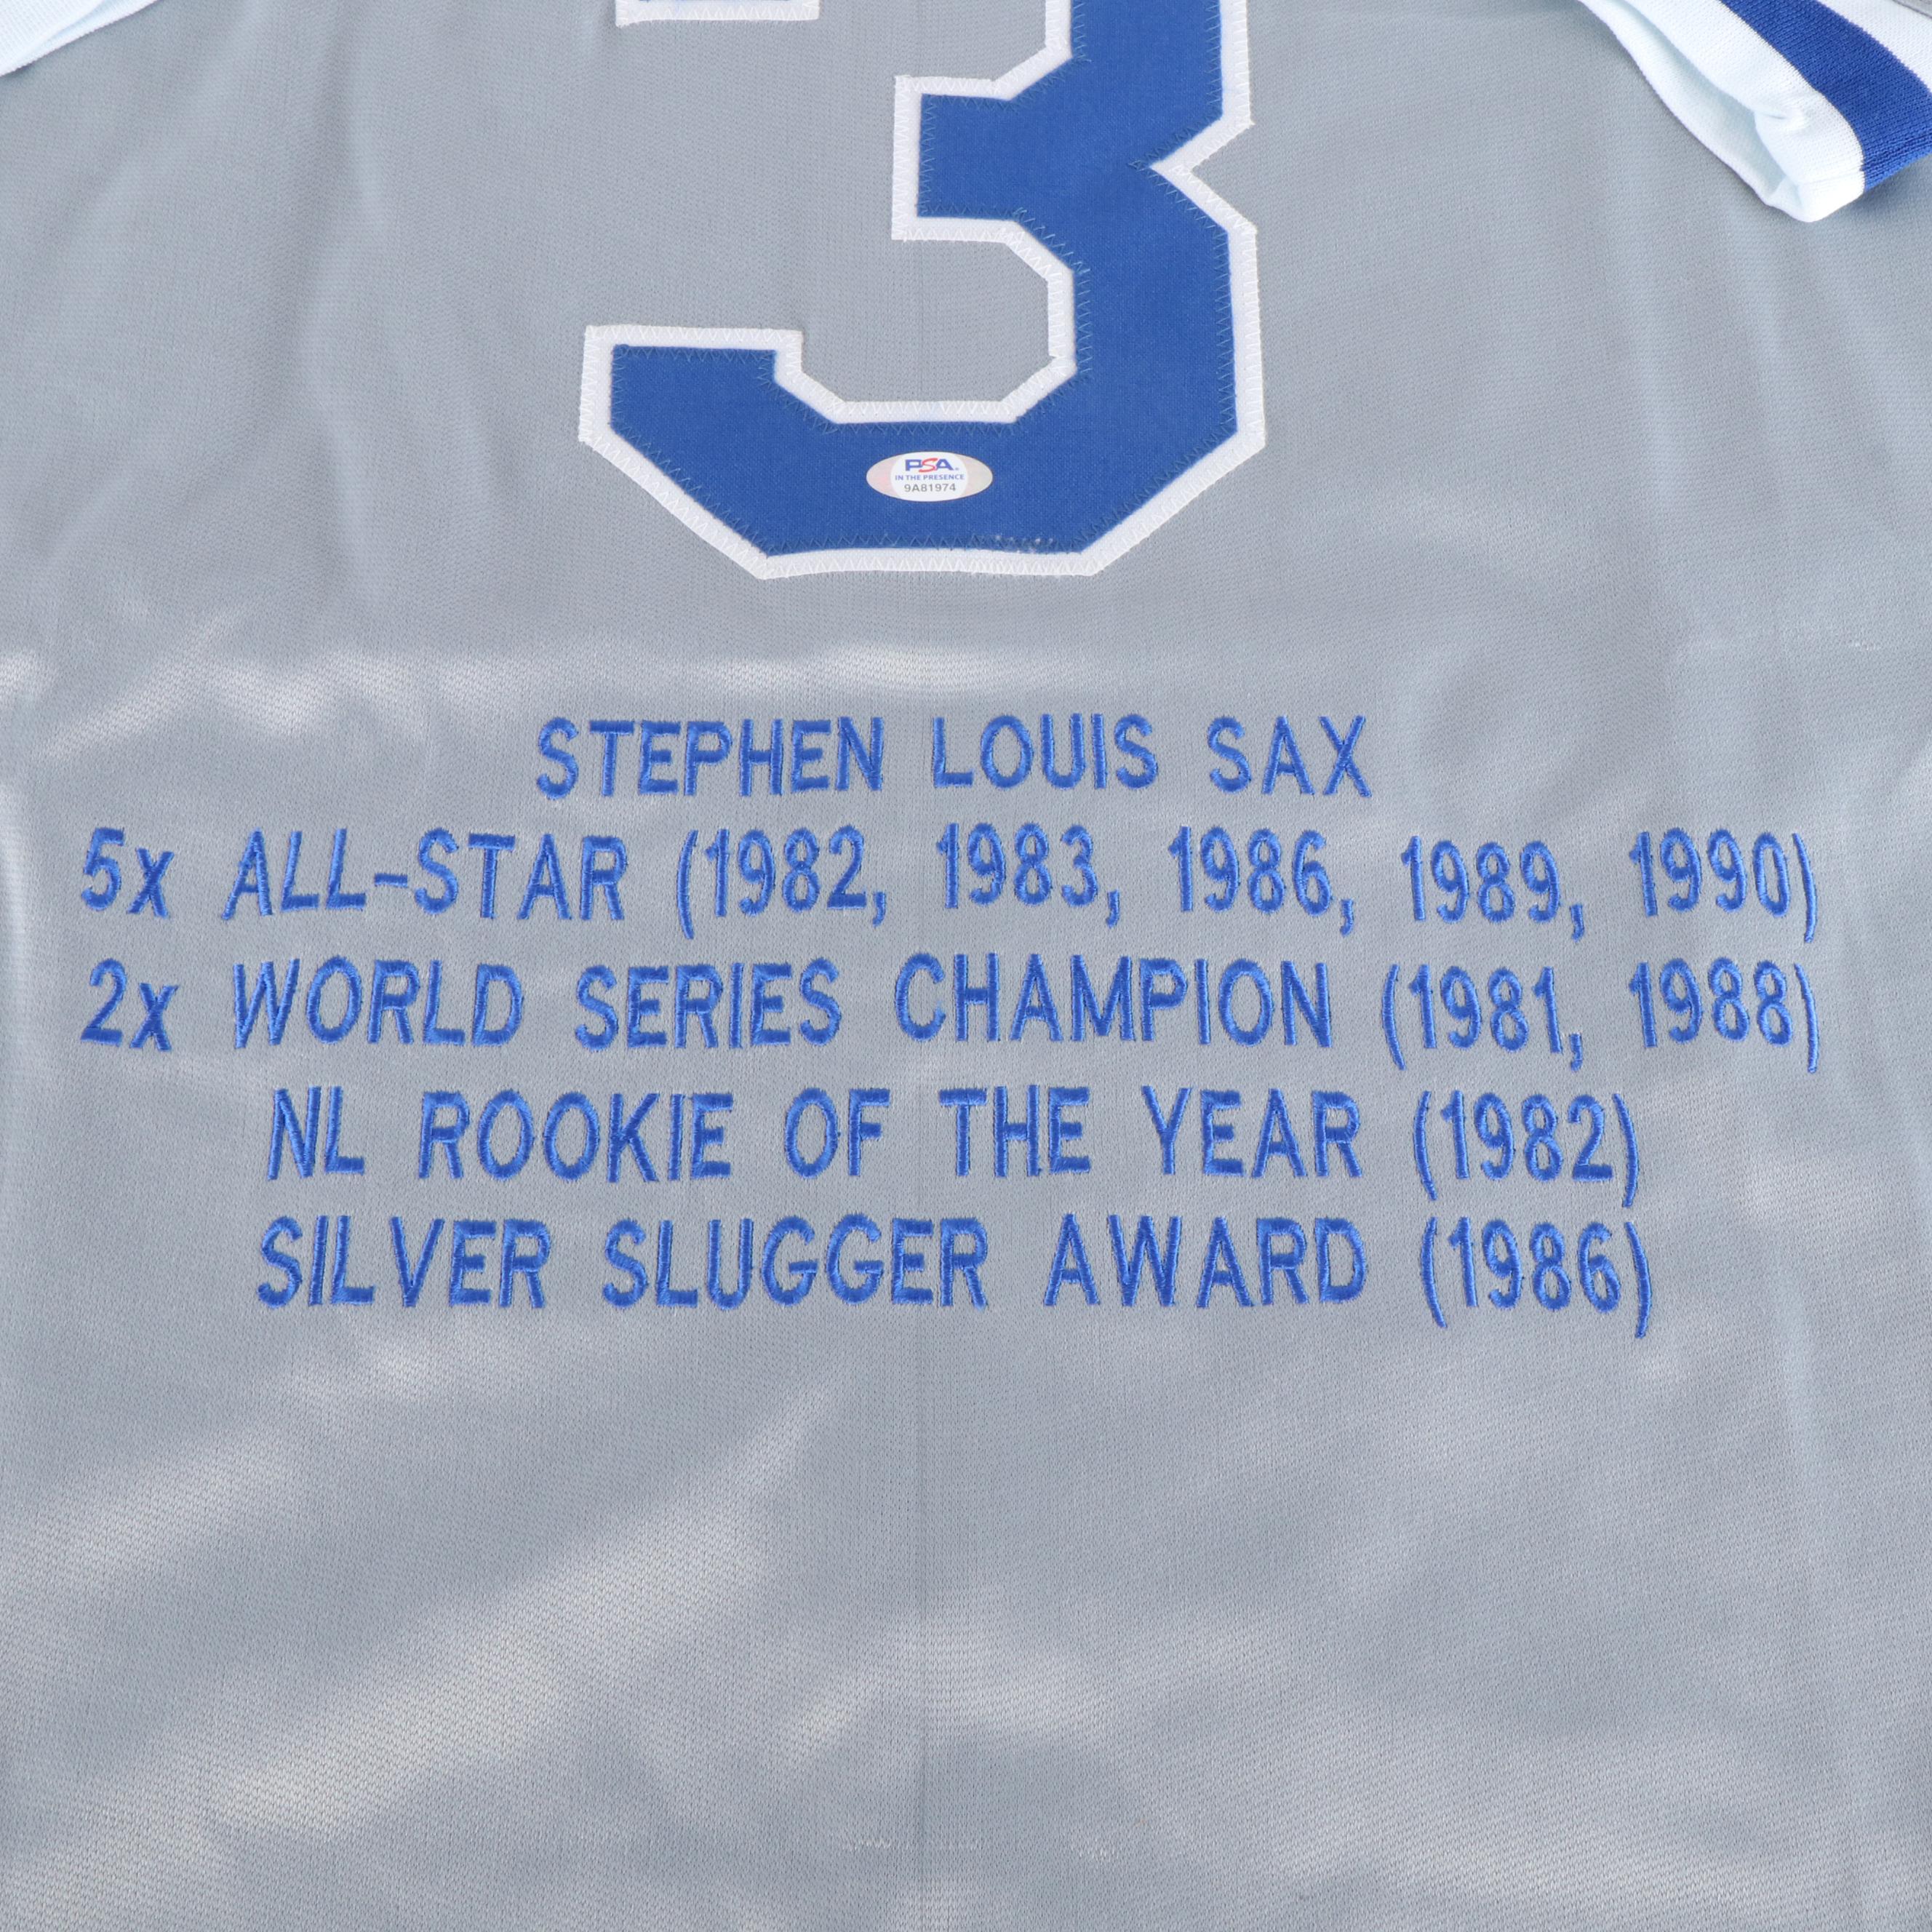 3
PSA
IN THE PRESENCE
9A81974
STEPHEN LOUIS SAX
5x ALL-STAR (1982, 1983, 1986, 1989, 1990)
2x WORLD SERIES CHAMPION (1981, 1988)
NL ROOKIE OF THE YEAR (1982)
SILVER SLUGGER AWARD (1986)